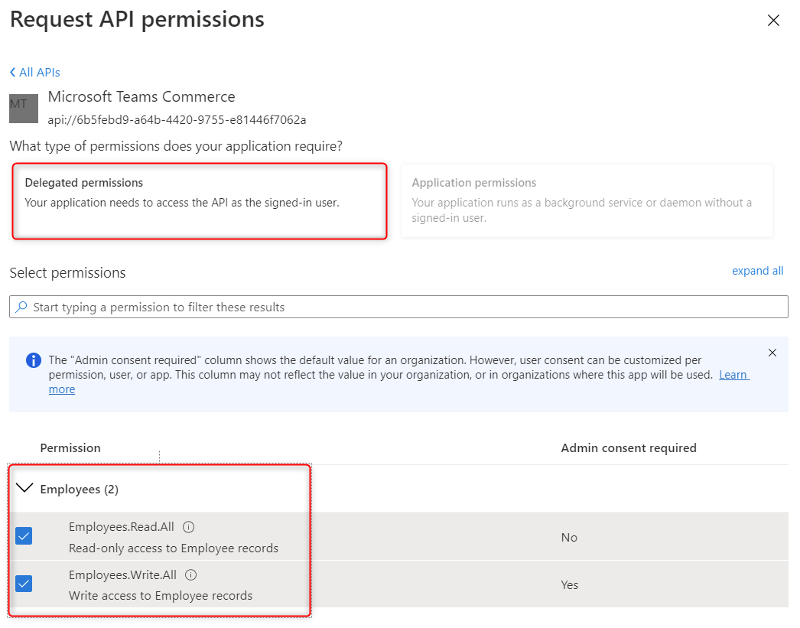 Request API permissions
All APIs
MT
Microsoft Teams Commerce
api://6b5febd9-a64b-4420-9755-e81446f7062a
What type of permissions does your application require?
Delegated permissions
Your application needs to access the API as the signed-in user.
Application permissions
Your application runs as a background service or daemon without a
signed-in user.
Select permissions
expand all
Start typing a permission to filter these results
The "Admin consent required" column shows the default value for an organization. However, user consent can be customized per
permission, user, or app. This column may not reflect the value in your organization, or in organizations where this app will be used. Learn
more
Permission
Admin consent required
Employees (2)
Employees.Read.All
Read-only access to Employee records
No
Employees.Write.All
Write access to Employee records
Yes